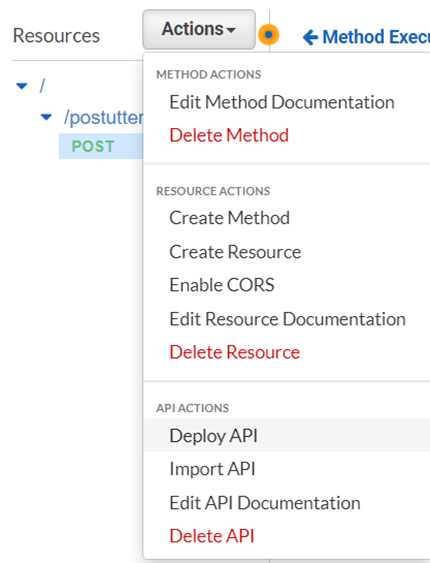 Resources
Actions
Method Execu
/
/postutter
POST
METHOD ACTIONS
Edit Method Documentation
Delete Method
RESOURCE ACTIONS
Create Method
Create Resource
Enable CORS
Edit Resource Documentation
Delete Resource
API ACTIONS
Deploy API
Import API
Edit API Documentation
Delete API